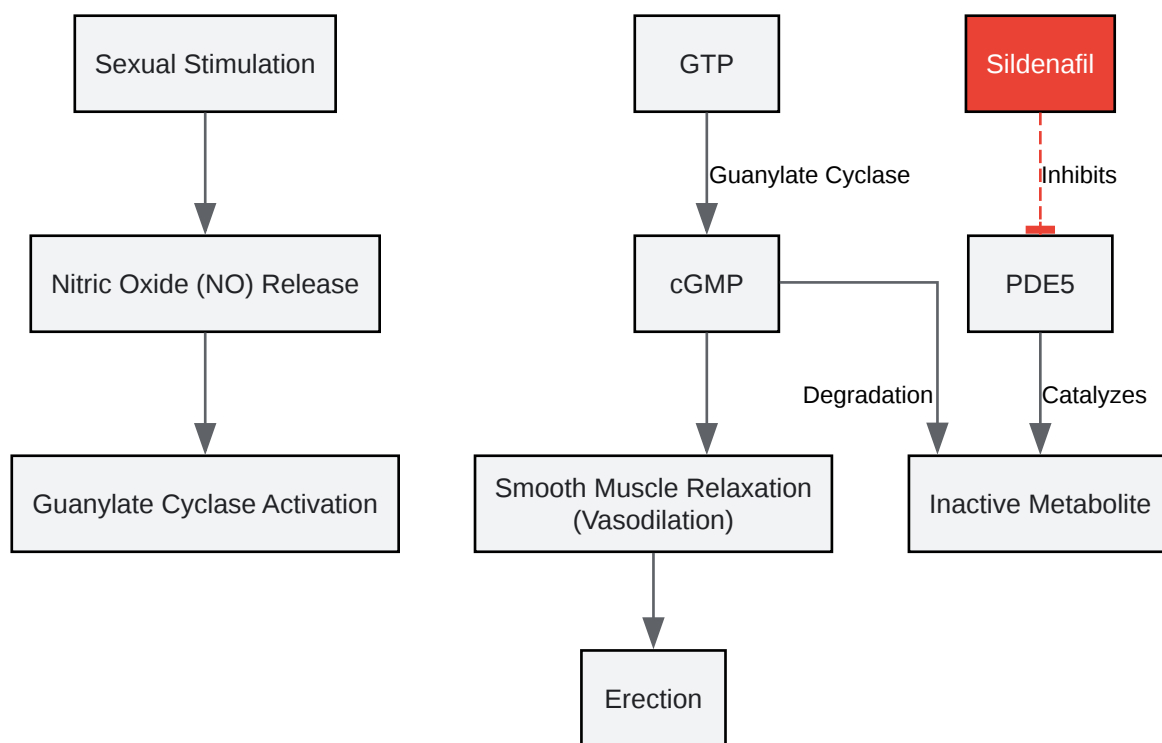 Sexual Stimulation
GTP
Sildenafil
Guanylate Cyclase
Inhibits
Nitric Oxide (NO) Release
cGMP
PDE5
Degradation
Catalyzes
Guanylate Cyclase Activation
Smooth Muscle Relaxation
(Vasodilation)
Inactive Metabolite
Erection